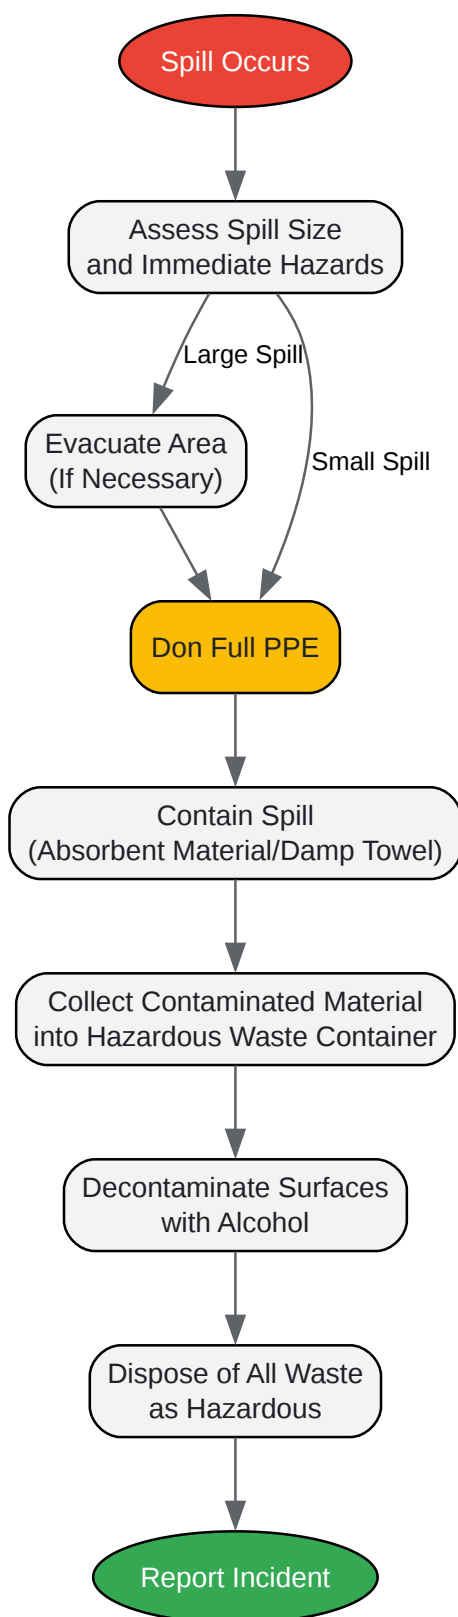 Spill Occurs
Assess Spill Size
and Immediate Hazards
Large Spill
Evacuate Area
(If Necessary)
Small Spill
Don Full PPE
Contain Spill
(Absorbent Material/Damp Towel)
Collect Contaminated Material
into Hazardous Waste Container
Decontaminate Surfaces
with Alcohol
Dispose of All Waste
as Hazardous
Report Incident